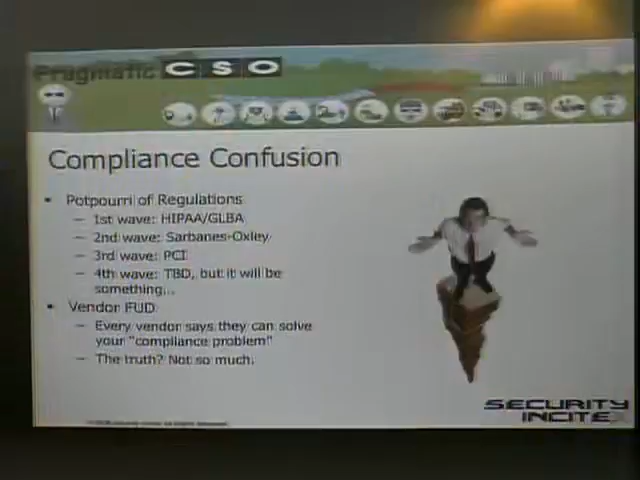 Pragmatic CSO
Compliance Confusion
• Potpourri of Regulations
– 1st wave: HIPAA/GLBA
– 2nd wave: Sarbanes-Oxley
– 3rd wave: PCI
– 4th wave: TBD, but it will be
something...
• Vendor FUD
– Every vendor says they can solve
your "compliance problem"
– The truth? Not so much.
SECURITY
INCITE